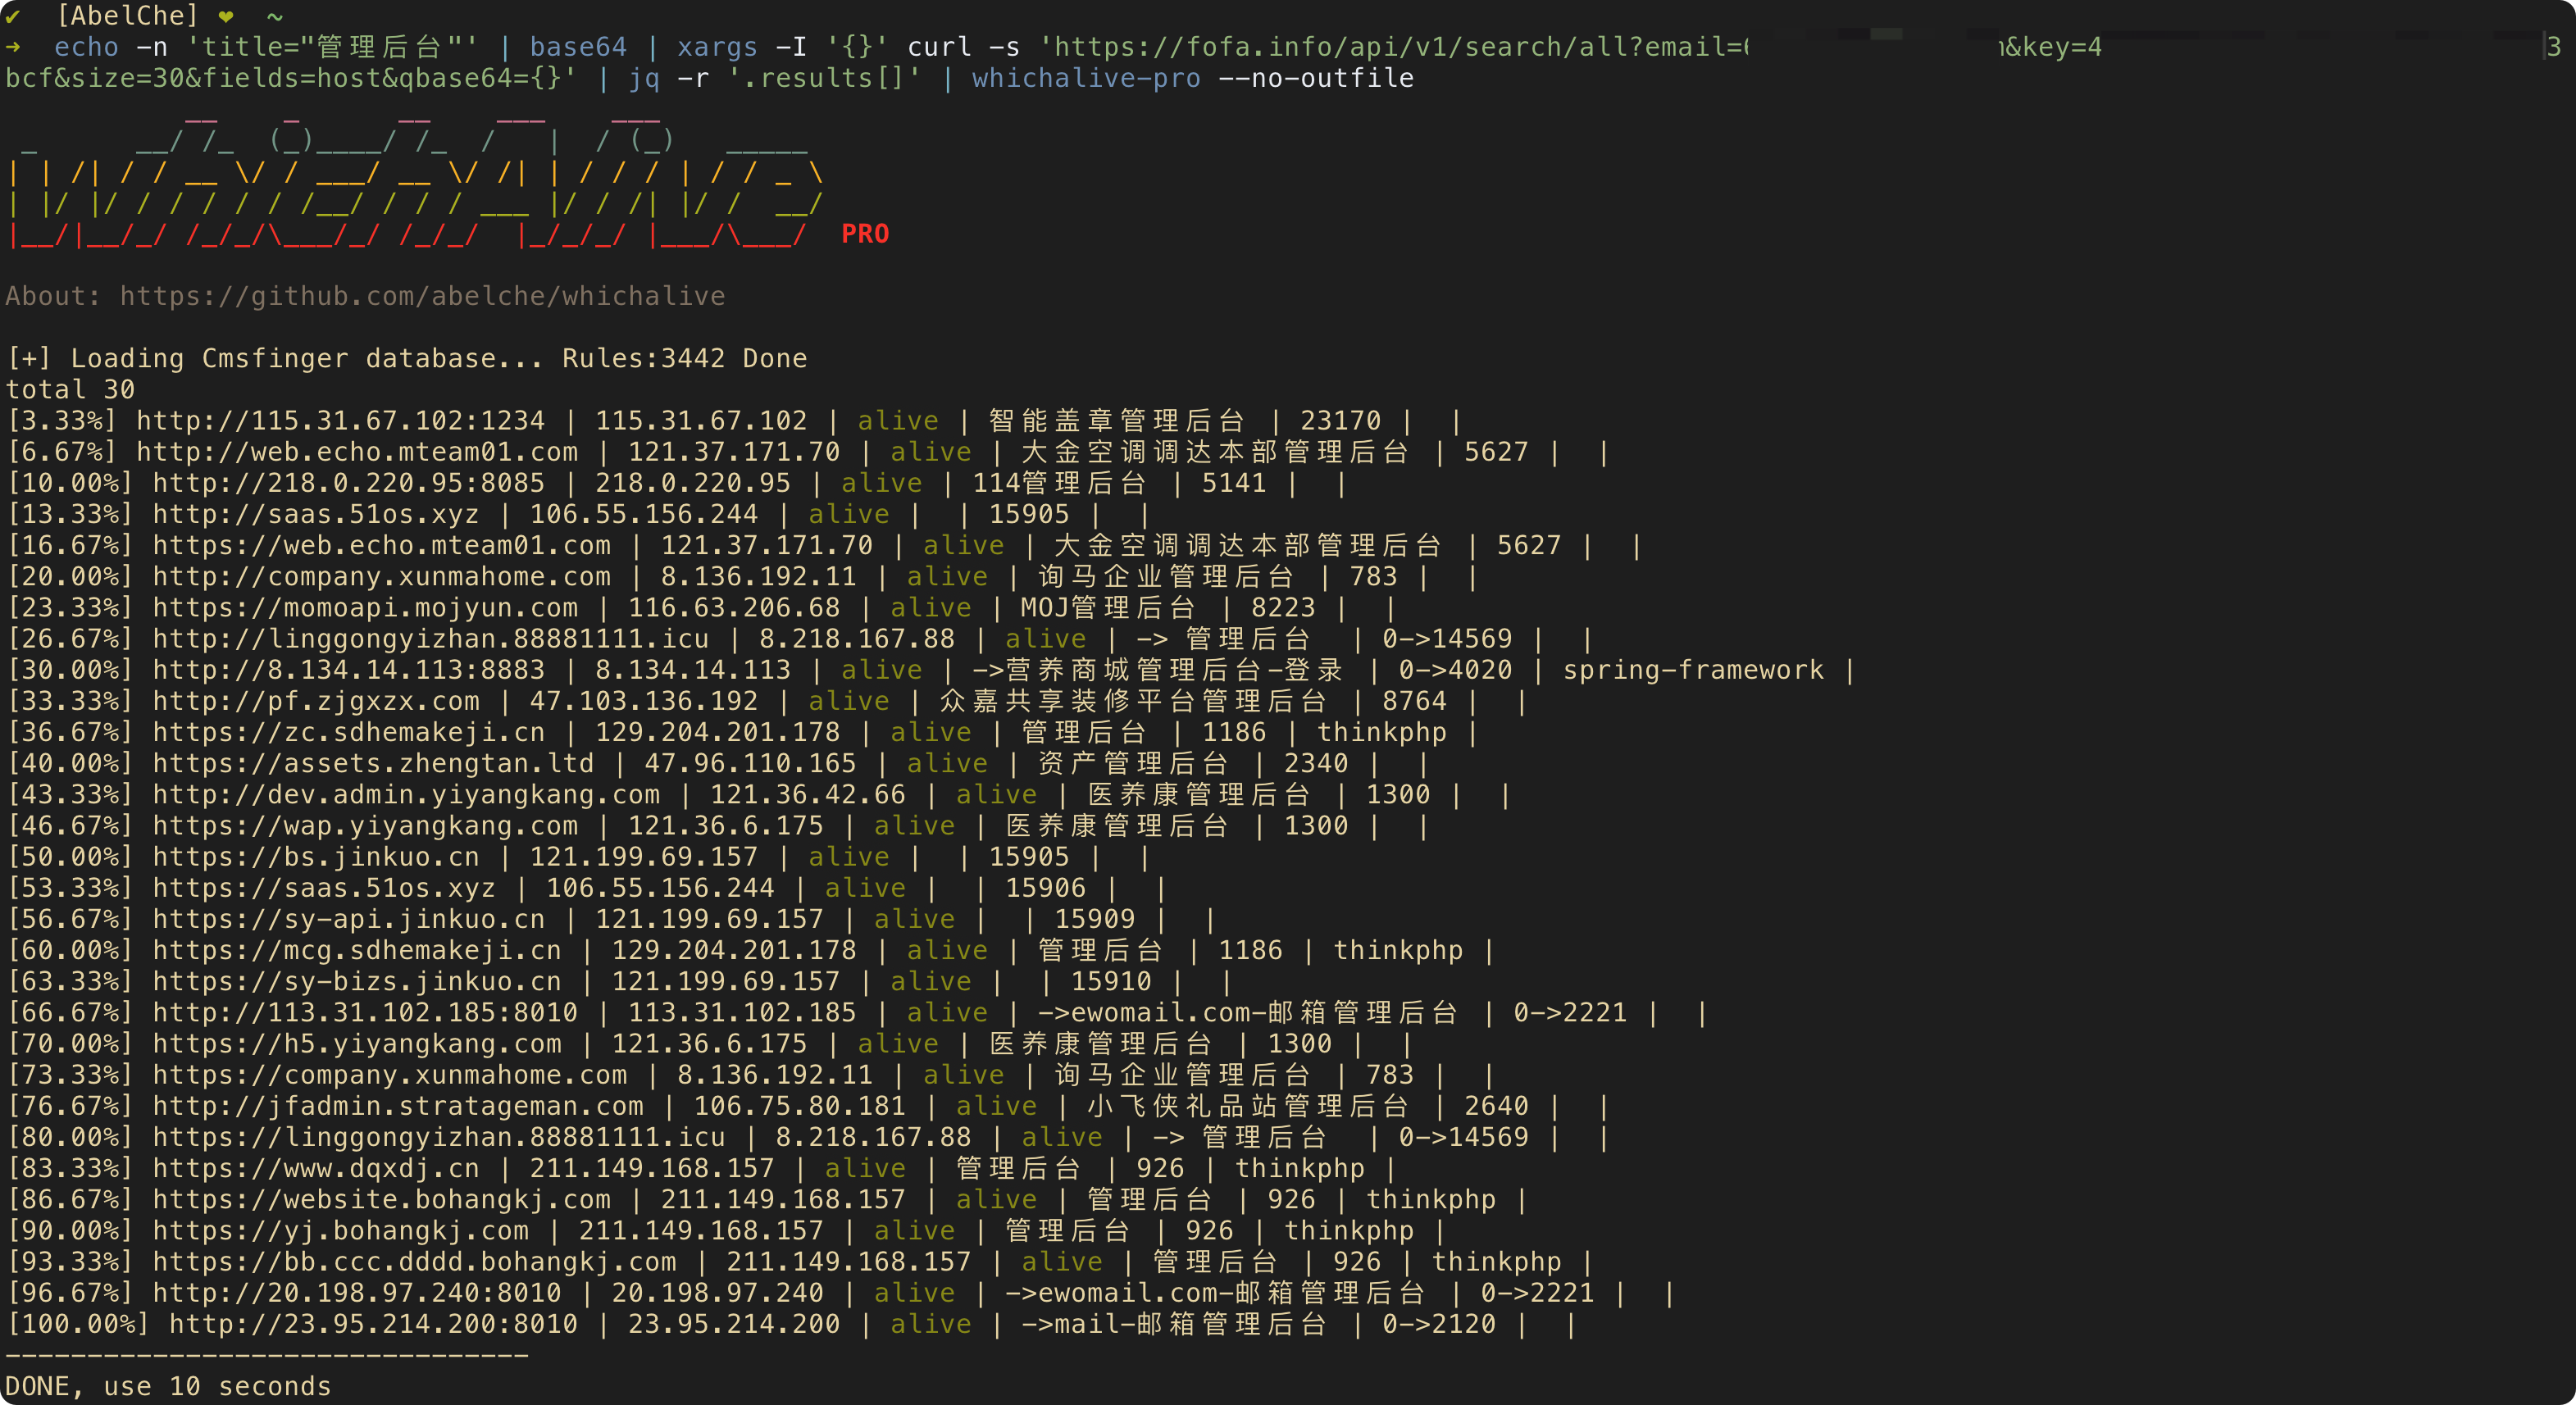 ✔ [AbelChe] ❤ ~
➜ echo -n 'title="管理后台"' | base64 | xargs -I '{}' curl -s 'https://fofa.info/api/v1/search/all?email= &key=4 3
bcf&size=30&fields=host&qbase64={}' | jq -r '.results[]' | whichalive-pro --no-outfile
WhichAlive PRO
About: https://github.com/abelche/whichalive
[+] Loading Cmsfinger database... Rules:3442 Done
total 30
[3.33%] http://115.31.67.102:1234 | 115.31.67.102 | alive | 智能盖章管理后台 | 23170 | |
[6.67%] http://web.echo.mteam01.com | 121.37.171.70 | alive | 大金空调调达本部管理后台 | 5627 | |
[10.00%] http://218.0.220.95:8085 | 218.0.220.95 | alive | 114管理后台 | 5141 | |
[13.33%] http://saas.51os.xyz | 106.55.156.244 | alive | | 15905 | |
[16.67%] https://web.echo.mteam01.com | 121.37.171.70 | alive | 大金空调调达本部管理后台 | 5627 | |
[20.00%] http://company.xunmahome.com | 8.136.192.11 | alive | 询马企业管理后台 | 783 | |
[23.33%] https://momoapi.mojyun.com | 116.63.206.68 | alive | MOJ管理后台 | 8223 | |
[26.67%] http://linggongyizhan.88881111.icu | 8.218.167.88 | alive | -> 管理后台 | 0->14569 | |
[30.00%] http://8.134.14.113:8883 | 8.134.14.113 | alive | ->营养商城管理后台-登录 | 0->4020 | spring-framework |
[33.33%] http://pf.zjgxzx.com | 47.103.136.192 | alive | 众嘉共享装修平台管理后台 | 8764 | |
[36.67%] https://zc.sdhemakeji.cn | 129.204.201.178 | alive | 管理后台 | 1186 | thinkphp |
[40.00%] https://assets.zhengtan.ltd | 47.96.110.165 | alive | 资产管理后台 | 2340 | |
[43.33%] http://dev.admin.yiyangkang.com | 121.36.42.66 | alive | 医养康管理后台 | 1300 | |
[46.67%] https://wap.yiyangkang.com | 121.36.6.175 | alive | 医养康管理后台 | 1300 | |
[50.00%] https://bs.jinkuo.cn | 121.199.69.157 | alive | | 15905 | |
[53.33%] https://saas.51os.xyz | 106.55.156.244 | alive | | 15906 | |
[56.67%] https://sy-api.jinkuo.cn | 121.199.69.157 | alive | | 15909 | |
[60.00%] https://mcg.sdhemakeji.cn | 129.204.201.178 | alive | 管理后台 | 1186 | thinkphp |
[63.33%] https://sy-bizs.jinkuo.cn | 121.199.69.157 | alive | | 15910 | |
[66.67%] http://113.31.102.185:8010 | 113.31.102.185 | alive | ->ewomail.com-邮箱管理后台 | 0->2221 | |
[70.00%] https://h5.yiyangkang.com | 121.36.6.175 | alive | 医养康管理后台 | 1300 | |
[73.33%] https://company.xunmahome.com | 8.136.192.11 | alive | 询马企业管理后台 | 783 | |
[76.67%] http://jfadmin.stratageman.com | 106.75.80.181 | alive | 小飞侠礼品站管理后台 | 2640 | |
[80.00%] https://linggongyizhan.88881111.icu | 8.218.167.88 | alive | -> 管理后台 | 0->14569 | |
[83.33%] https://www.dqxdj.cn | 211.149.168.157 | alive | 管理后台 | 926 | thinkphp |
[86.67%] https://website.bohangkj.com | 211.149.168.157 | alive | 管理后台 | 926 | thinkphp |
[90.00%] https://yj.bohangkj.com | 211.149.168.157 | alive | 管理后台 | 926 | thinkphp |
[93.33%] https://bb.ccc.dddd.bohangkj.com | 211.149.168.157 | alive | 管理后台 | 926 | thinkphp |
[96.67%] http://20.198.97.240:8010 | 20.198.97.240 | alive | ->ewomail.com-邮箱管理后台 | 0->2221 | |
[100.00%] http://23.95.214.200:8010 | 23.95.214.200 | alive | ->mail-邮箱管理后台 | 0->2120 | |
--------------------------------
DONE, use 10 seconds